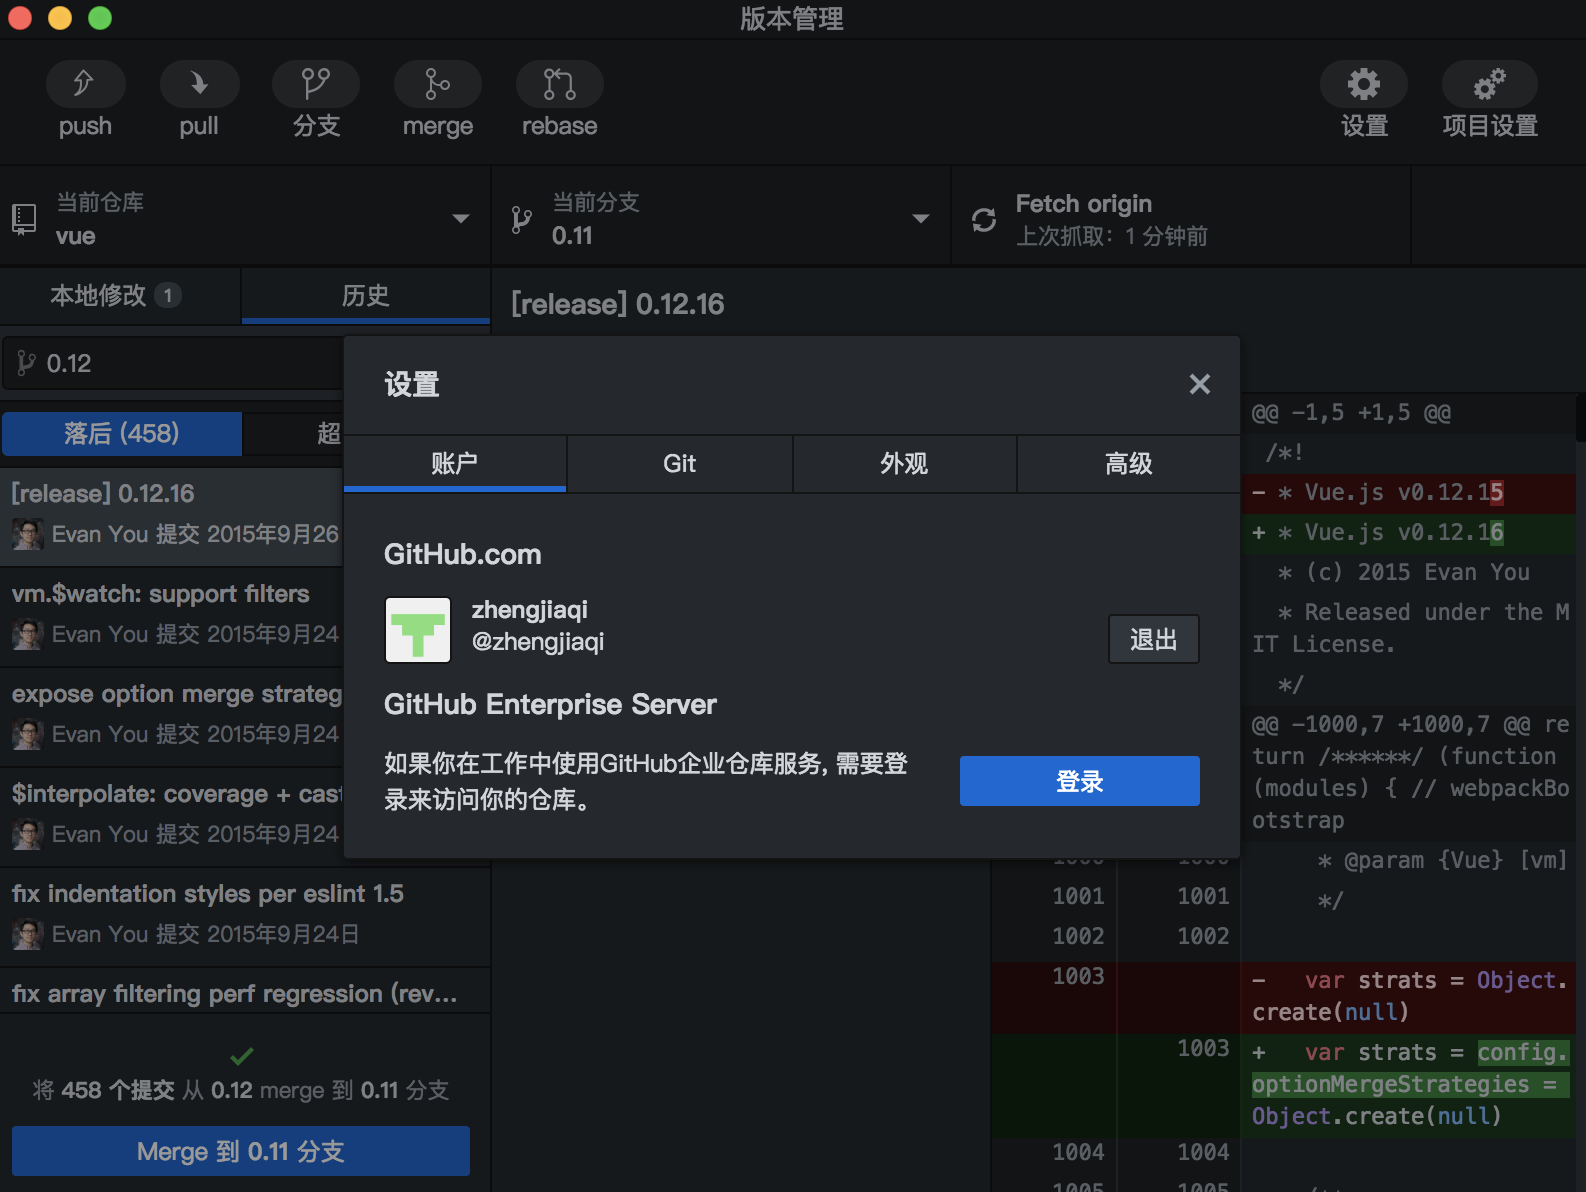 版本管理
push
pull
分支
merge
rebase
设置
项目设置
当前仓库
vue
当前分支
0.11
Fetch origin
上次抓取：1 分钟前
本地修改 1
历史
[release] 0.12.16
0.12
落后 (458)
超
[release] 0.12.16
Evan You 提交 2015年9月26
vm.$watch: support filters
Evan You 提交 2015年9月24
expose option merge strateg
Evan You 提交 2015年9月24
$interpolate: coverage + cast
Evan You 提交 2015年9月24
fix indentation styles per eslint 1.5
Evan You 提交 2015年9月24日
fix array filtering perf regression (rev...
将 458 个提交 从 0.12 merge 到 0.11 分支
Merge 到 0.11 分支
设置
账户
Git
外观
高级
GitHub.com
zhengjiaqi
@zhengjiaqi
退出
GitHub Enterprise Server
如果你在工作中使用GitHub企业仓库服务, 需要登
录来访问你的仓库。
登录
@@ -1,5 +1,5 @@
/*!
- * Vue.js v0.12.15
+ * Vue.js v0.12.16
* (c) 2015 Evan You
* Released under the M
IT License.
*/
@@ -1000,7 +1000,7 @@ re
turn /******/ (function
(modules) { // webpackBo
otstrap
1000 1000 * @param {Vue} [vm]
1001 1001 */
1002 1002
1003 - var strats = Object.
create(null)
1003 + var strats = config.
optionMergeStrategies =
Object.create(null)
1004 1004
1005 1005